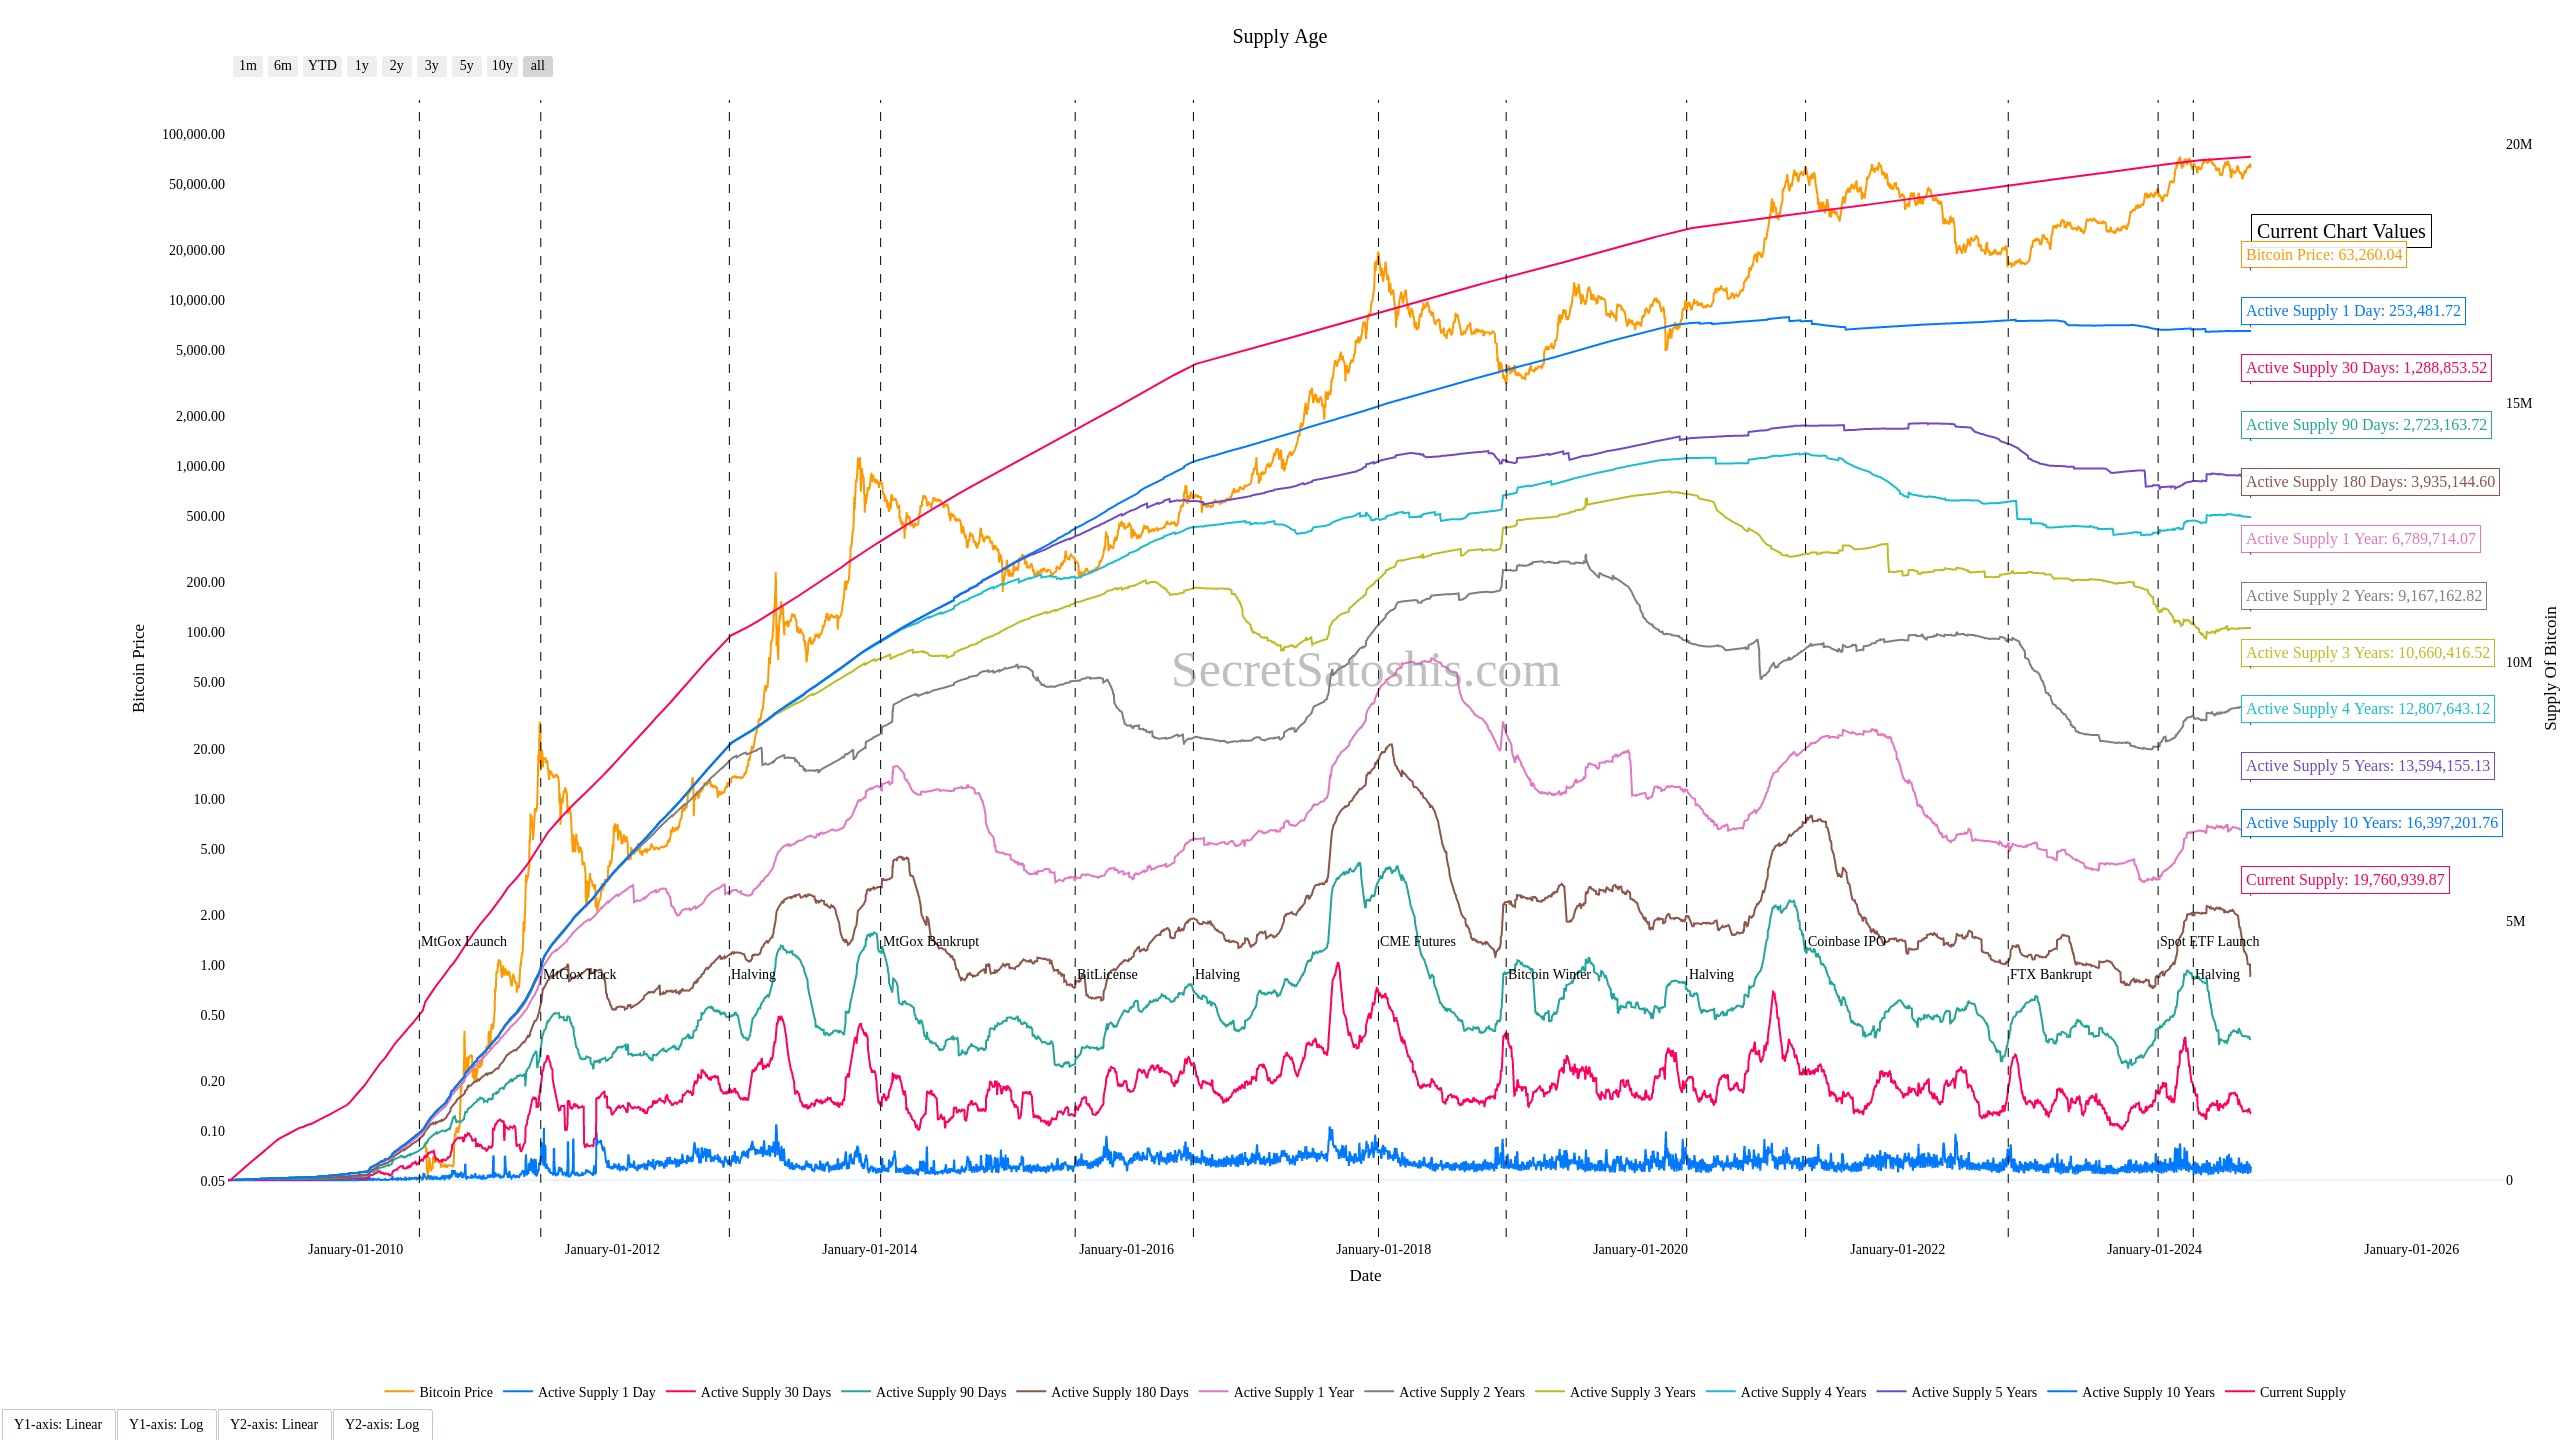 Supply Age
1m 6m YTD 1y 2y 3y 5y 10y all
100,000.00
50,000.00
20,000.00
10,000.00
5,000.00
2,000.00
1,000.00
500.00
200.00
100.00
50.00
20.00
10.00
5.00
2.00
1.00
0.50
0.20
0.10
0.05
Bitcoin Price
20M
15M
10M
5M
0
Supply Of Bitcoin
Current Chart Values
Bitcoin Price: 63,260.04
Active Supply 1 Day: 253,481.72
Active Supply 30 Days: 1,288,853.52
Active Supply 90 Days: 2,723,163.72
Active Supply 180 Days: 3,935,144.60
Active Supply 1 Year: 6,789,714.07
Active Supply 2 Years: 9,167,162.82
Active Supply 3 Years: 10,660,416.52
Active Supply 4 Years: 12,807,643.12
Active Supply 5 Years: 13,594,155.13
Active Supply 10 Years: 16,397,201.76
Current Supply: 19,760,939.87
SecretSatoshis.com
MtGox Launch
MtGox Hack
Halving
MtGox Bankrupt
BitLicense
Halving
CME Futures
Bitcoin Winter
Halving
Coinbase IPO
FTX Bankrupt
Spot ETF Launch
Halving
January-01-2010 January-01-2012 January-01-2014 January-01-2016 January-01-2018 January-01-2020 January-01-2022 January-01-2024 January-01-2026
Date
Bitcoin Price Active Supply 1 Day Active Supply 30 Days Active Supply 90 Days Active Supply 180 Days Active Supply 1 Year Active Supply 2 Years Active Supply 3 Years Active Supply 4 Years Active Supply 5 Years Active Supply 10 Years Current Supply
Y1-axis: Linear Y1-axis: Log Y2-axis: Linear Y2-axis: Log